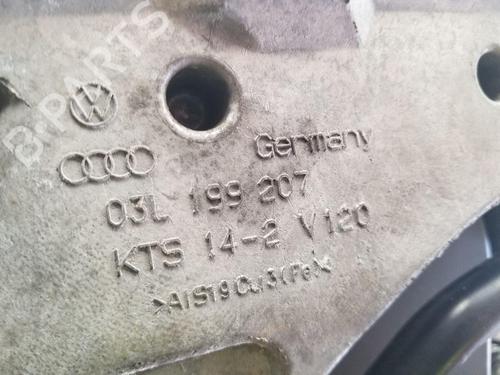 B-PARTS
Germany
03L 199 207
KTS 14-2 V120
>AlSi9Cu3(Fe)<